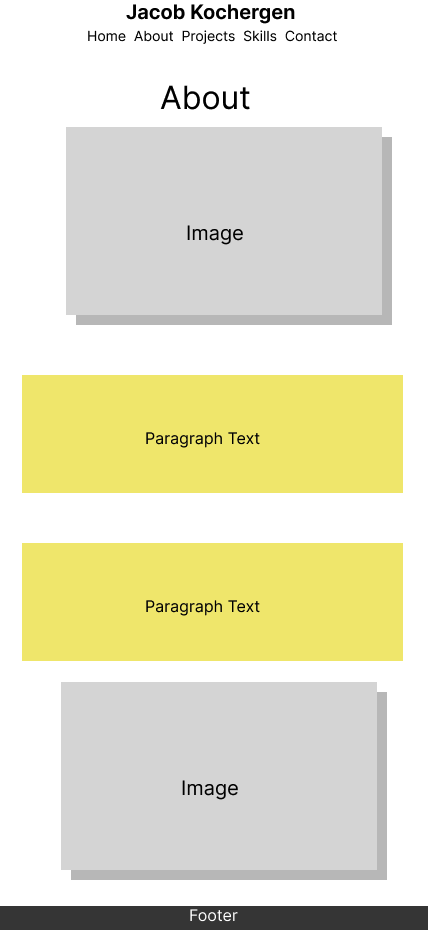 Jacob Kochergen
Home About Projects Skills Contact
About
Image
Paragraph Text
Paragraph Text
Image
Footer